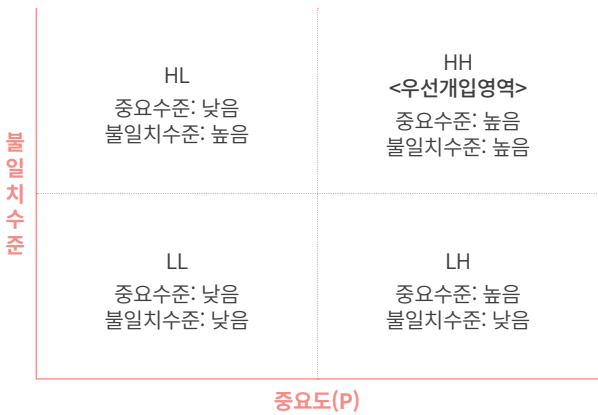 HL
중요수준: 낮음
불일치수준: 높음
HH
<우선개입영역>
중요수준: 높음
불일치수준: 높음
불일치수준
LL
중요수준: 낮음
불일치수준: 낮음
LH
중요수준: 높음
불일치수준: 낮음
중요도(P)